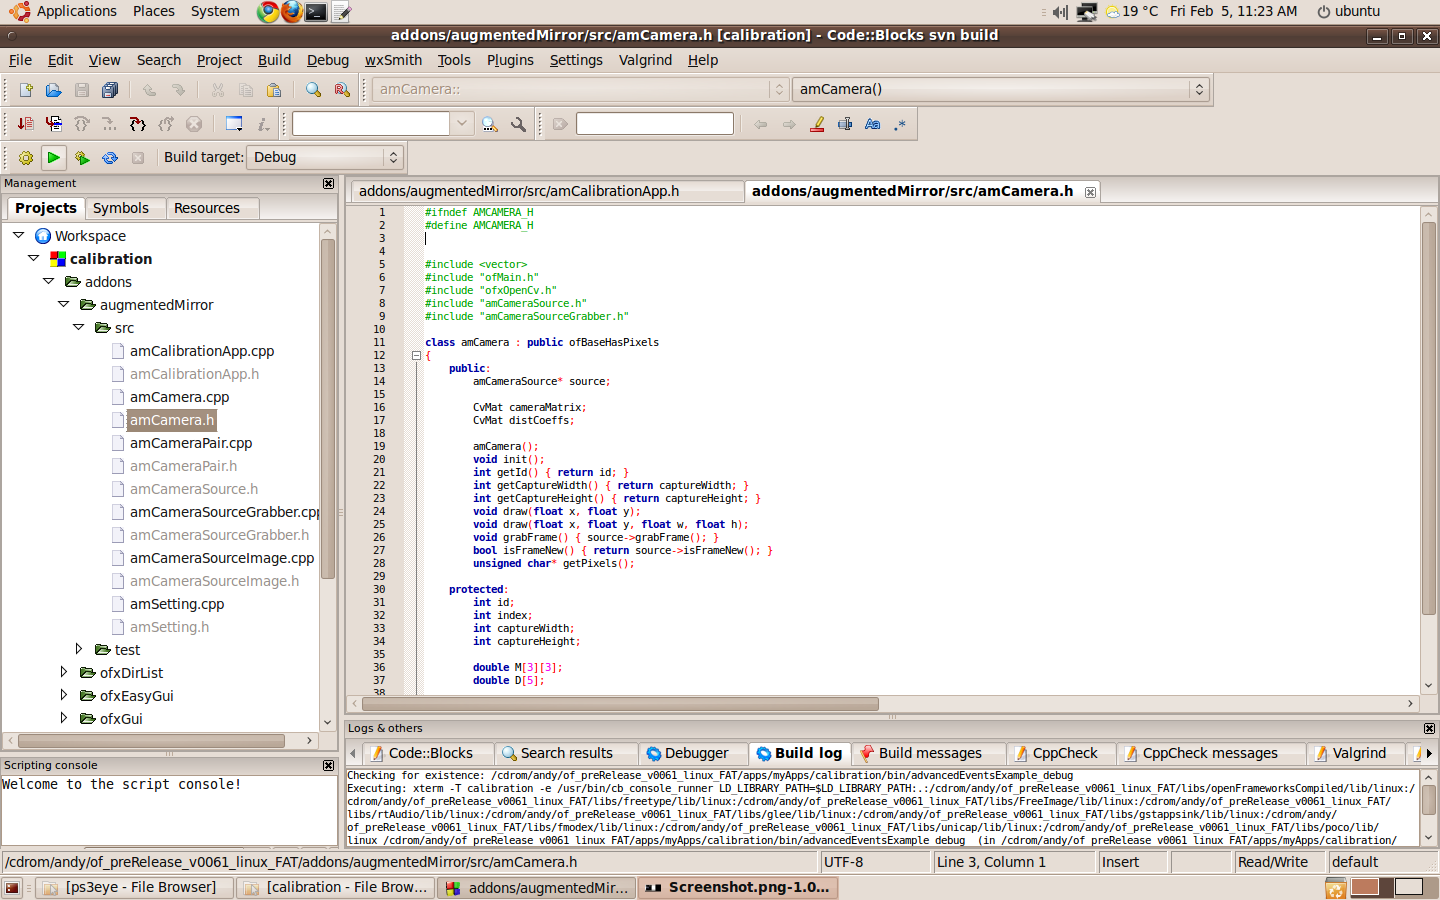 Applications Places System 19 °C Fri Feb 5, 11:23 AM ubuntu
addons/augmentedMirror/src/amCamera.h [calibration] - Code::Blocks svn build
File Edit View Search Project Build Debug wxSmith Tools Plugins Settings Valgrind Help
amCamera:: amCamera()
Build target: Debug
Management
Projects Symbols Resources
Workspace
calibration
addons
augmentedMirror
src
amCalibrationApp.cpp
amCalibrationApp.h
amCamera.cpp
amCamera.h
amCameraPair.cpp
amCameraPair.h
amCameraSource.h
amCameraSourceGrabber.cpp
amCameraSourceGrabber.h
amCameraSourceImage.cpp
amCameraSourceImage.h
amSetting.cpp
amSetting.h
test
ofxDirList
ofxEasyGui
ofxGui
Scripting console
Welcome to the script console!
addons/augmentedMirror/src/amCalibrationApp.h addons/augmentedMirror/src/amCamera.h
1 #ifndef AMCAMERA_H
2 #define AMCAMERA_H
3
4
5 #include <vector>
6 #include "ofMain.h"
7 #include "ofxOpenCv.h"
8 #include "amCameraSource.h"
9 #include "amCameraSourceGrabber.h"
10
11 class amCamera : public ofBaseHasPixels
12 {
13 public:
14 amCameraSource* source;
15
16 CvMat cameraMatrix;
17 CvMat distCoeffs;
18
19 amCamera();
20 void init();
21 int getId() { return id; }
22 int getCaptureWidth() { return captureWidth; }
23 int getCaptureHeight() { return captureHeight; }
24 void draw(float x, float y);
25 void draw(float x, float y, float w, float h);
26 void grabFrame() { source->grabFrame(); }
27 bool isFrameNew() { return source->isFrameNew(); }
28 unsigned char* getPixels();
29
30 protected:
31 int id;
32 int index;
33 int captureWidth;
34 int captureHeight;
35
36 double M[3][3];
37 double D[5];
38
Logs & others
Code::Blocks Search results Debugger Build log Build messages CppCheck CppCheck messages Valgrind
Checking for existence: /cdrom/andy/of_preRelease_v0061_linux_FAT/apps/myApps/calibration/bin/advancedEventsExample_debug
Executing: xterm -T calibration -e /usr/bin/cb_console_runner LD_LIBRARY_PATH=$LD_LIBRARY_PATH:.:/cdrom/andy/of_preRelease_v0061_linux_FAT/libs/openFrameworksCompiled/lib/linux:/
cdrom/andy/of_preRelease_v0061_linux_FAT/libs/freetype/lib/linux:/cdrom/andy/of_preRelease_v0061_linux_FAT/libs/FreeImage/lib/linux:/cdrom/andy/of_preRelease_v0061_linux_FAT/
libs/rtAudio/lib/linux:/cdrom/andy/of_preRelease_v0061_linux_FAT/libs/glee/lib/linux:/cdrom/andy/of_preRelease_v0061_linux_FAT/libs/gstappsink/lib/linux:/cdrom/andy/
of_preRelease_v0061_linux_FAT/libs/fmodex/lib/linux:/cdrom/andy/of_preRelease_v0061_linux_FAT/libs/unicap/lib/linux:/cdrom/andy/of_preRelease_v0061_linux_FAT/libs/poco/lib/
linux /cdrom/andy/of_preRelease_v0061_linux_FAT/apps/myApps/calibration/bin/advancedEventsExample_debug (in /cdrom/andy/of_preRelease_v0061_linux_FAT/apps/myApps/calibration/
/cdrom/andy/of_preRelease_v0061_linux_FAT/addons/augmentedMirror/src/amCamera.h UTF-8 Line 3, Column 1 Insert Read/Write default
[ps3eye - File Browser] [calibration - File Brow... addons/augmentedMir... Screenshot.png-1.0...